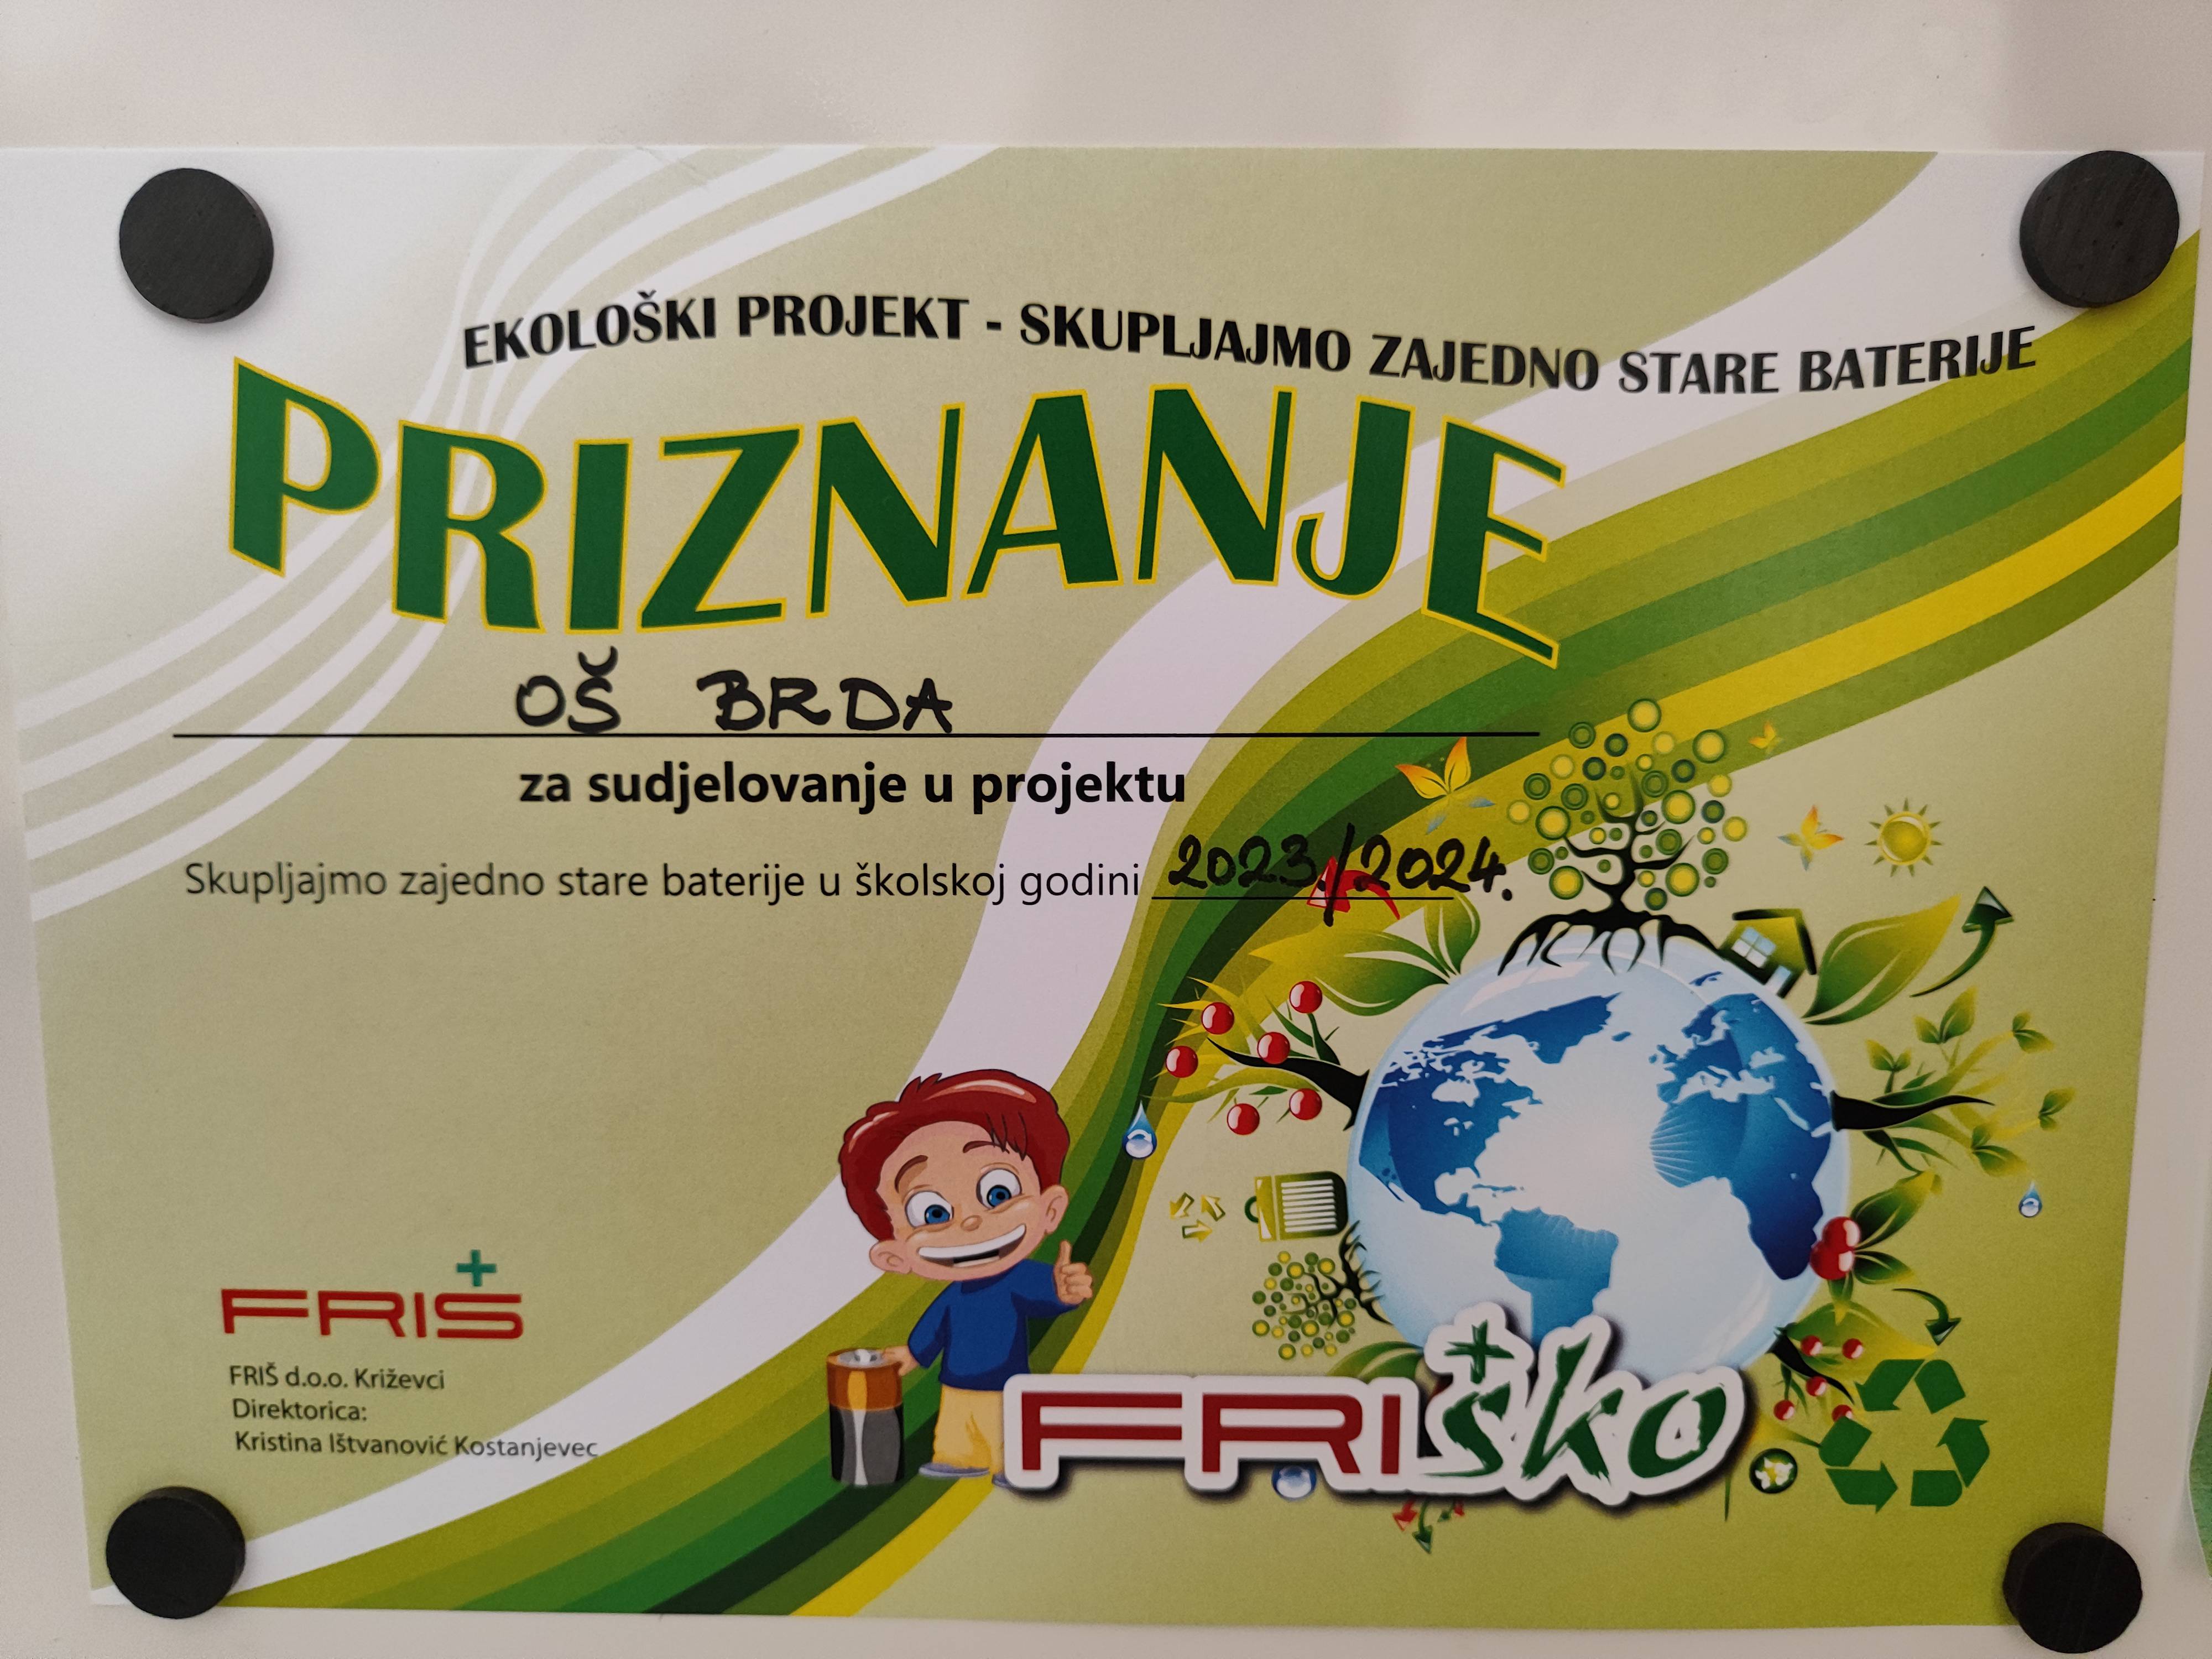 EKOLOŠKI PROJEKT - SKUPLJAJMO ZAJEDNO STARE BATERIJE
PRIZNANJE
OŠ BRDA
za sudjelovanje u projektu
Skupljajmo zajedno stare baterije u školskoj godini 2023./2024.
FRIŠ
FRIŠ d.o.o. Križevci
Direktorica:
Kristina Ištvanović Kostanjevec
FRIško